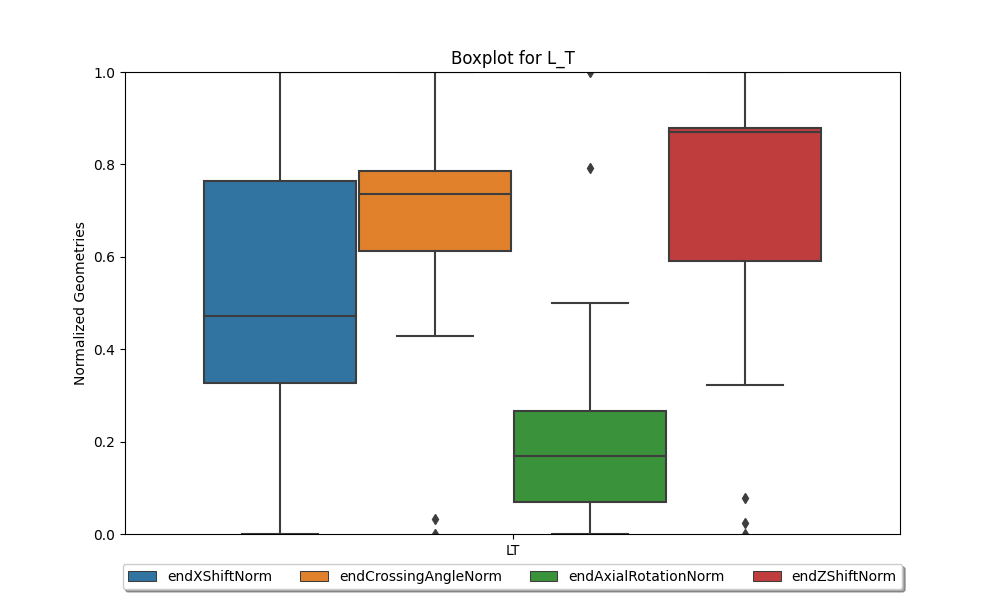 Boxplot for L_T
1.0
0.8
0.6
0.4
0.2
0.0
Normalized Geometries
LT
endXShiftNorm endCrossingAngleNorm endAxialRotationNorm endZShiftNorm